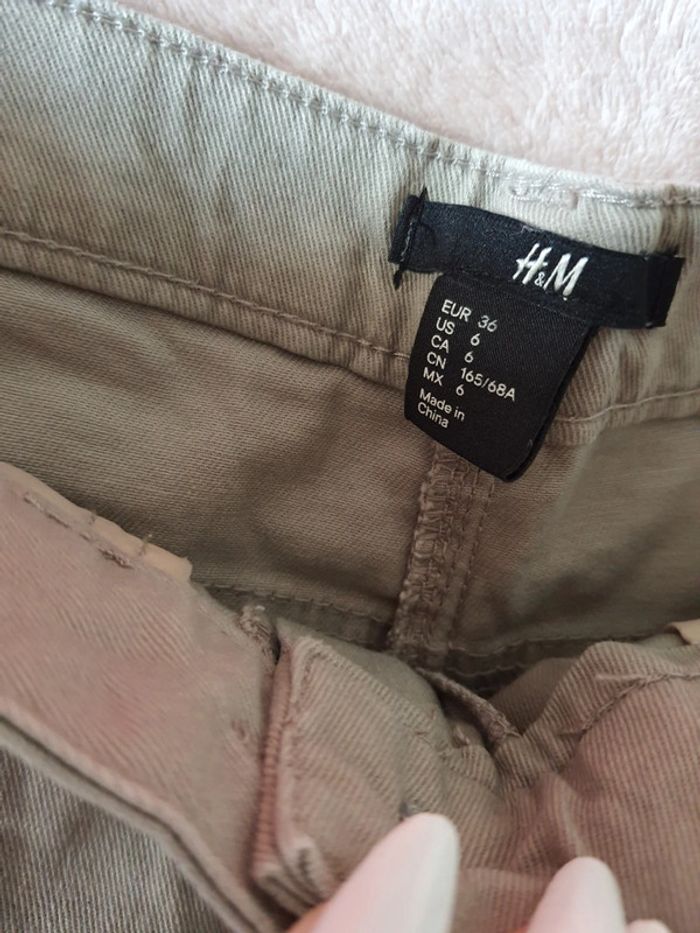 H&M
EUR 36
US 6
CA 6
CN 165/68A
MX 6
Made in
China